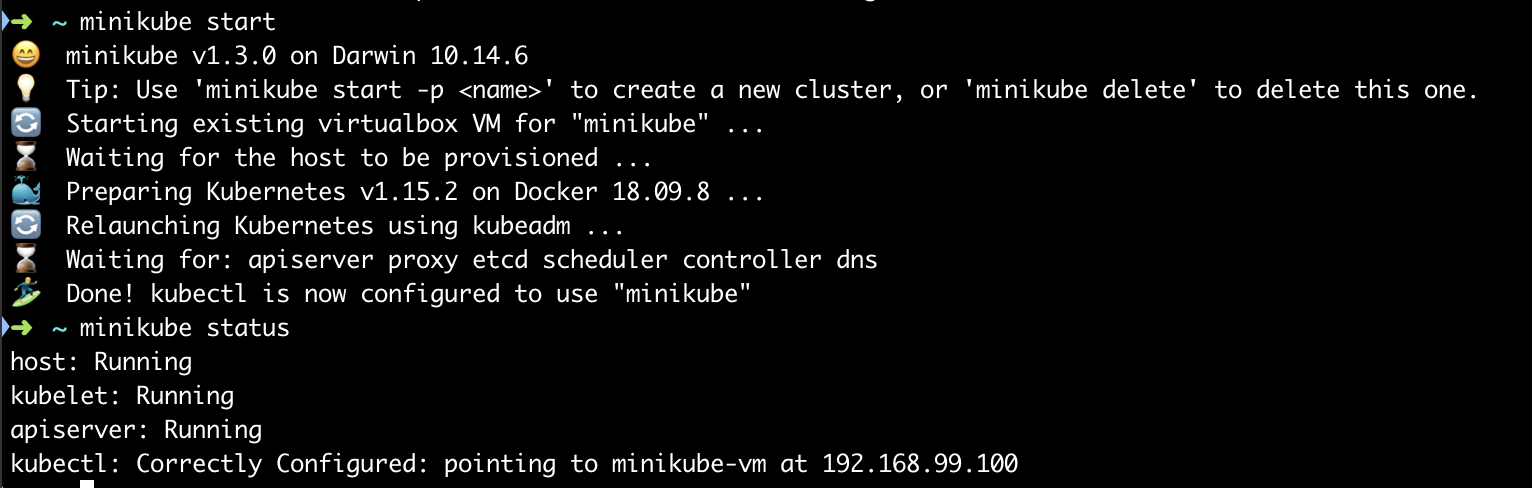 ➜ ~ minikube start
😄 minikube v1.3.0 on Darwin 10.14.6
💡 Tip: Use 'minikube start -p <name>' to create a new cluster, or 'minikube delete' to delete this one.
🔄 Starting existing virtualbox VM for "minikube" ...
⌛ Waiting for the host to be provisioned ...
🐳 Preparing Kubernetes v1.15.2 on Docker 18.09.8 ...
🔄 Relaunching Kubernetes using kubeadm ...
⌛ Waiting for: apiserver proxy etcd scheduler controller dns
🏄 Done! kubectl is now configured to use "minikube"
➜ ~ minikube status
host: Running
kubelet: Running
apiserver: Running
kubectl: Correctly Configured: pointing to minikube-vm at 192.168.99.100